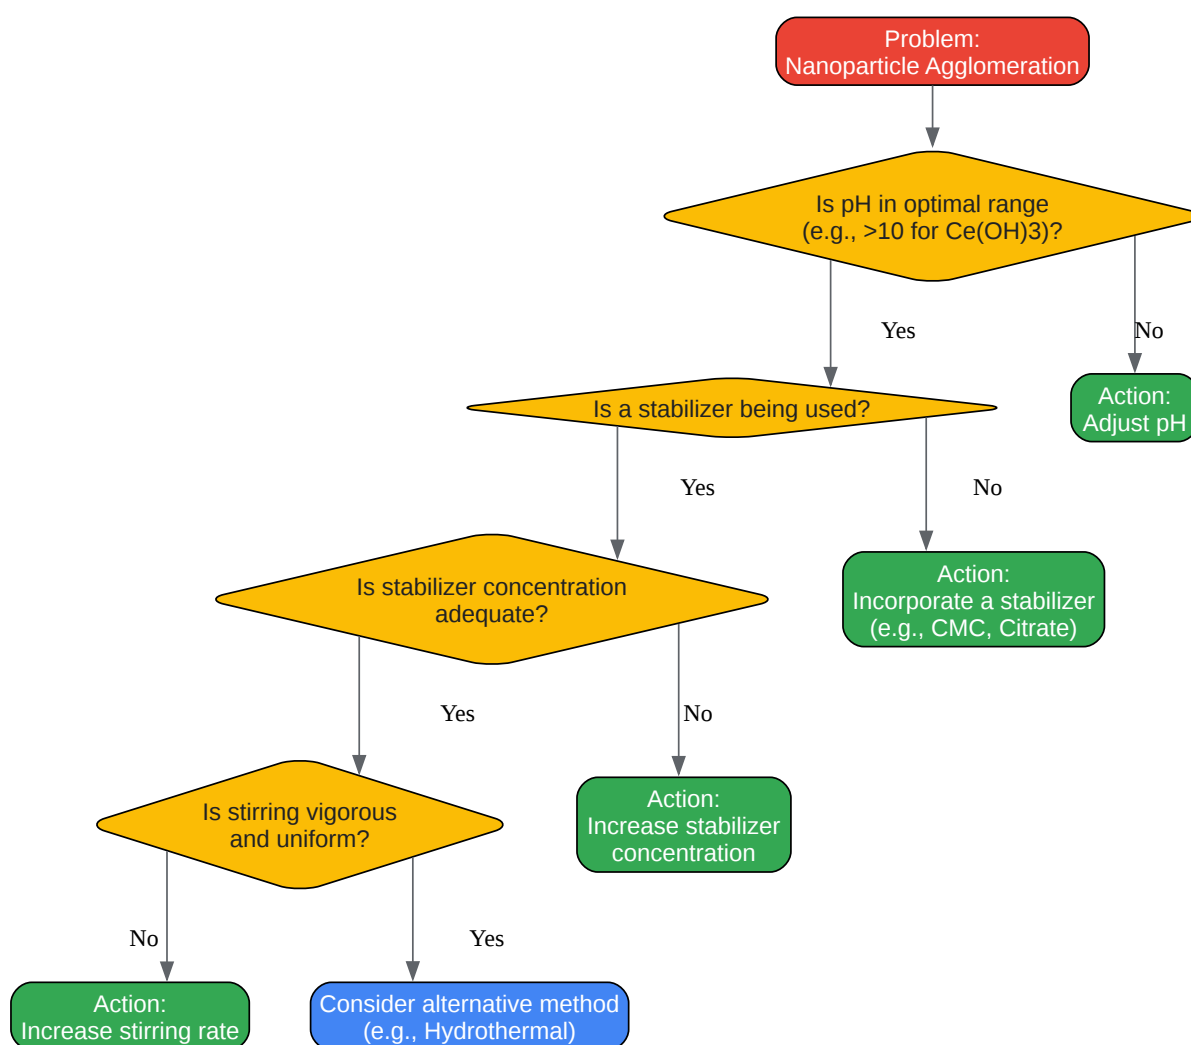 Problem:
Nanoparticle Agglomeration
Is pH in optimal range
(e.g., >10 for Ce(OH)3)?
Yes
No
Action:
Adjust pH
Is a stabilizer being used?
Yes
No
Action:
Incorporate a stabilizer
(e.g., CMC, Citrate)
Is stabilizer concentration
adequate?
Yes
No
Action:
Increase stabilizer
concentration
Is stirring vigorous
and uniform?
No
Yes
Action:
Increase stirring rate
Consider alternative method
(e.g., Hydrothermal)